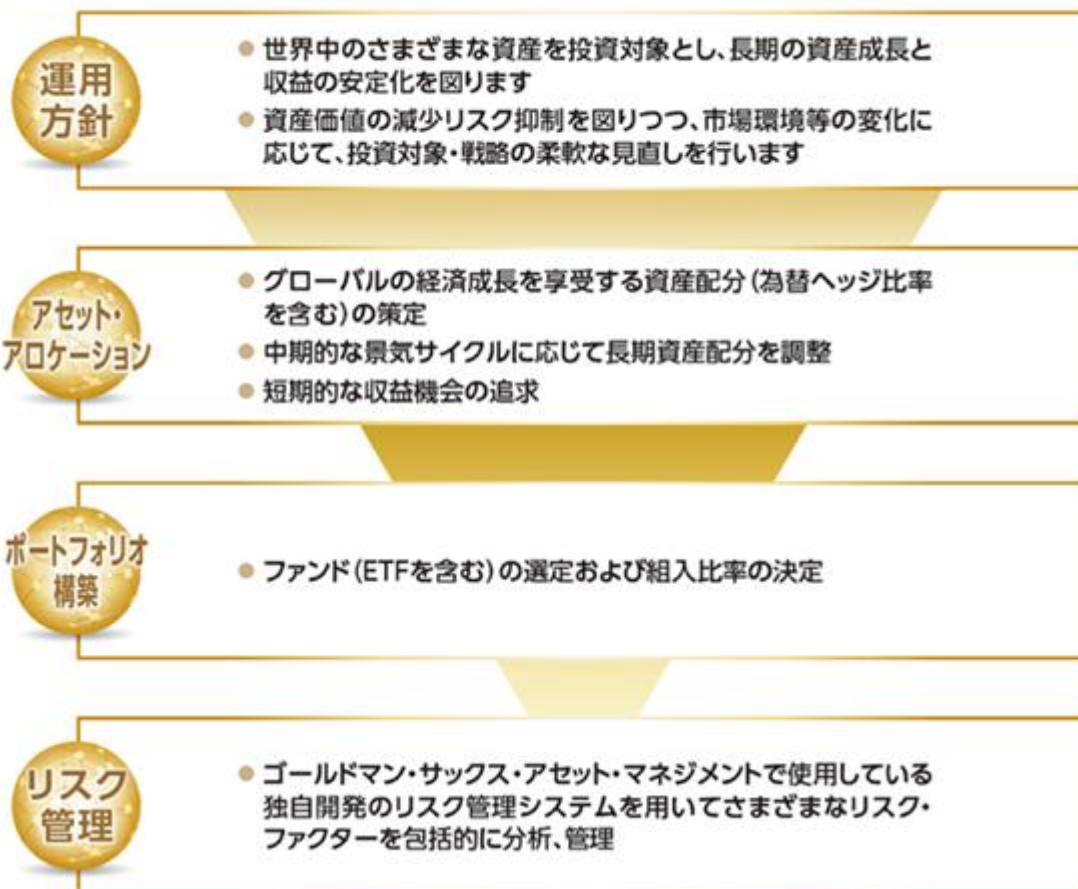 運用
方針
● 世界中のさまざまな資産を投資対象とし、長期の資産成長と
収益の安定化を図ります
● 資産価値の減少リスク抑制を図りつつ、市場環境等の変化に
応じて、投資対象・戦略の柔軟な見直しを行います
アセット・
アロケーション
● グローバルの経済成長を享受する資産配分(為替ヘッジ比率
を含む)の策定
● 中期的な景気サイクルに応じて長期資産配分を調整
● 短期的な収益機会の追求
ポートフォリオ
構築
● ファンド(ETFを含む)の選定および組入比率の決定
リスク
管理
● ゴールドマン・サックス・アセット・マネジメントで使用している
独自開発のリスク管理システムを用いてさまざまなリスク・
ファクターを包括的に分析、管理